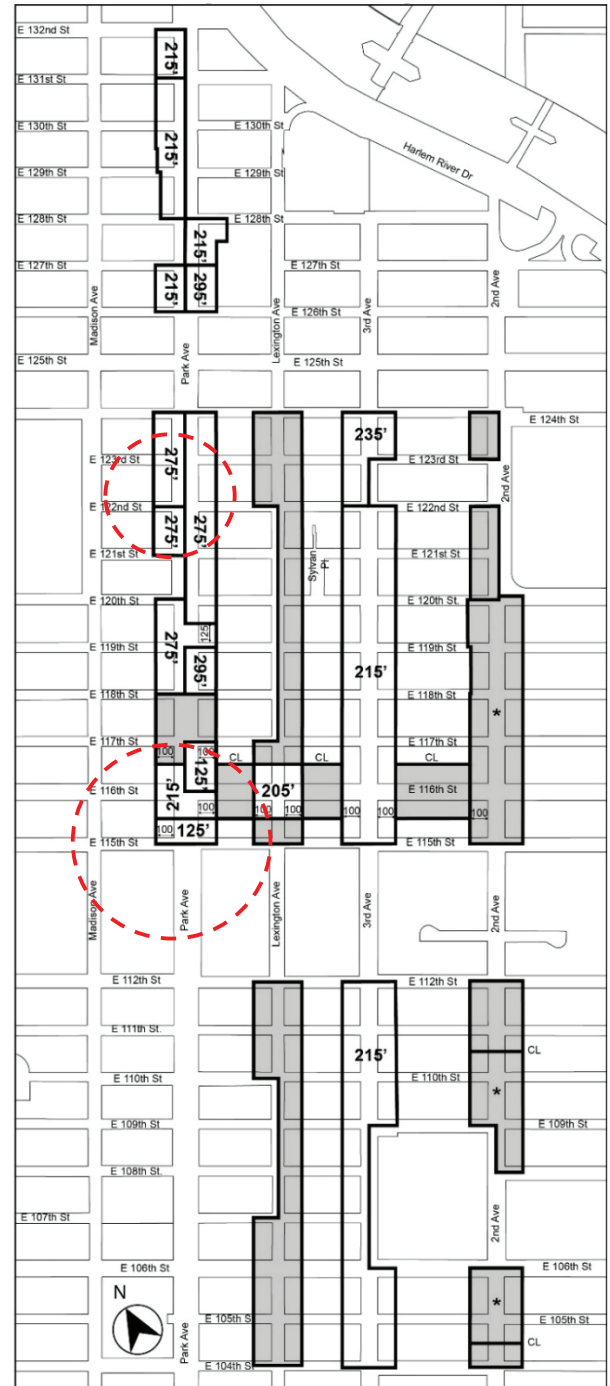 E 132nd St
215'
E 131st St
E 130th St
E 130th St
215'
Harlem River Dr
E 129th St
E 129th St
E 128th St
E 128th St
215'
E 127th St
E 127th St
2nd Ave
215'
295'
Madison Ave
Lexington Ave
3rd Ave
E 126th St
E 125th St
Park Ave
E 125th St
E 124th St
235'
E 123rd St
275'
E 123rd St
2nd Ave
E 122nd St
E 122nd St
275'
275'
E 121st St
Sylvan Pl
E 121st St
E 120th St
E 120th St.
125
E 119th St
275'
295'
E 119th St
215'
E 118th St
E 118th St
*
E 117th St
E 117th St
100
100
CL
CL
CL
125'
E 116th St
215'
205'
E 116th St
100
100
100
100
100
100
100
125'
E 115th St
E 115th St
Madison Ave
Park Ave
Lexington Ave
3rd Ave
2nd Ave
E 112th St
E 112th St
E 111th St.
215'
CL
E 110th St
E 110th St
*
E 109th St
E 109th St
E 108th St.
E 107th St
2nd Ave
E 106th St
E 106th St
N
*
E 105th St
E 105th St
Park Ave
CL
E 104th St